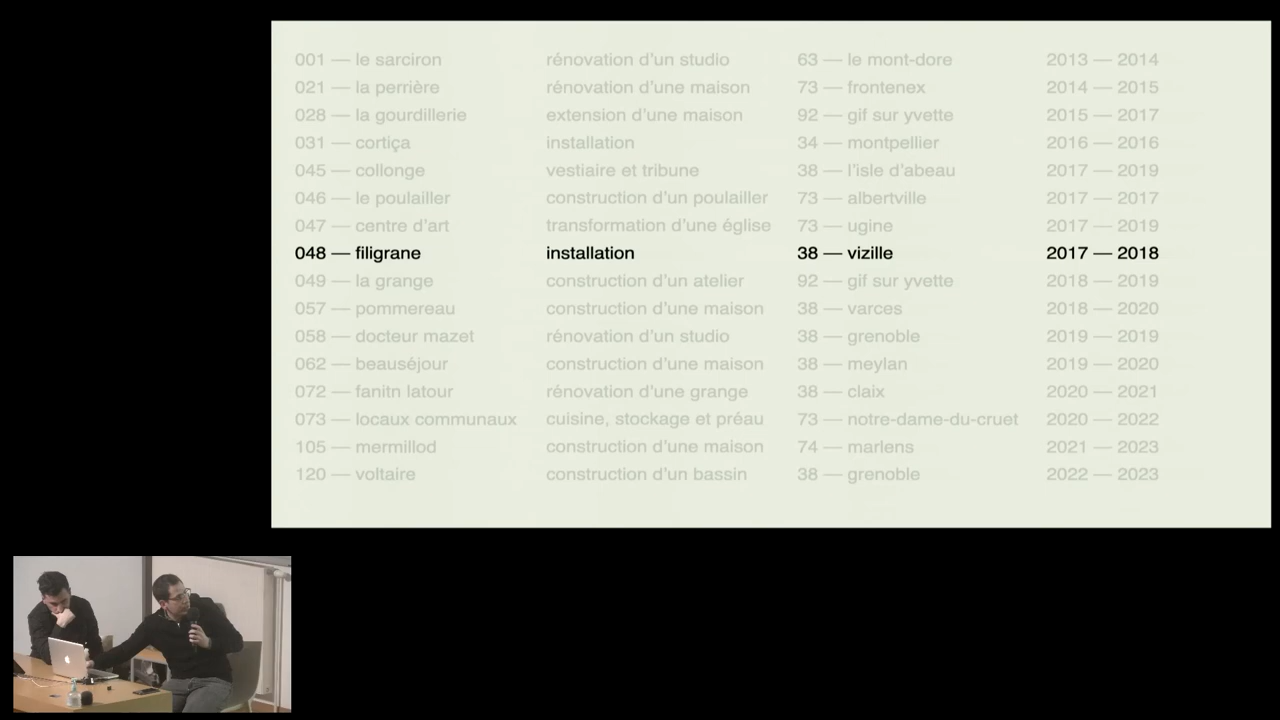 001 — le sarciron rénovation d'un studio 63 — le mont-dore 2013 — 2014
021 — la perrière rénovation d'une maison 73 — frontenex 2014 — 2015
028 — la gourdillerie extension d'une maison 92 — gif sur yvette 2015 — 2017
031 — cortiça installation 34 — montpellier 2016 — 2016
045 — collonge vestiaire et tribune 38 — l'isle d'abeau 2017 — 2019
046 — le poulailler construction d'un poulailler 73 — albertville 2017 — 2017
047 — centre d'art transformation d'une église 73 — ugine 2017 — 2019
048 — filigrane installation 38 — vizille 2017 — 2018
049 — la grange construction d'un atelier 92 — gif sur yvette 2018 — 2019
057 — pommereau construction d'une maison 38 — varces 2018 — 2020
058 — docteur mazet rénovation d'un studio 38 — grenoble 2019 — 2019
062 — beauséjour construction d'une maison 38 — meylan 2019 — 2020
072 — fanitn latour rénovation d'une grange 38 — claix 2020 — 2021
073 — locaux communaux cuisine, stockage et préau 73 — notre-dame-du-cruet 2020 — 2022
105 — mermillod construction d'une maison 74 — marlens 2021 — 2023
120 — voltaire construction d'un bassin 38 — grenoble 2022 — 2023